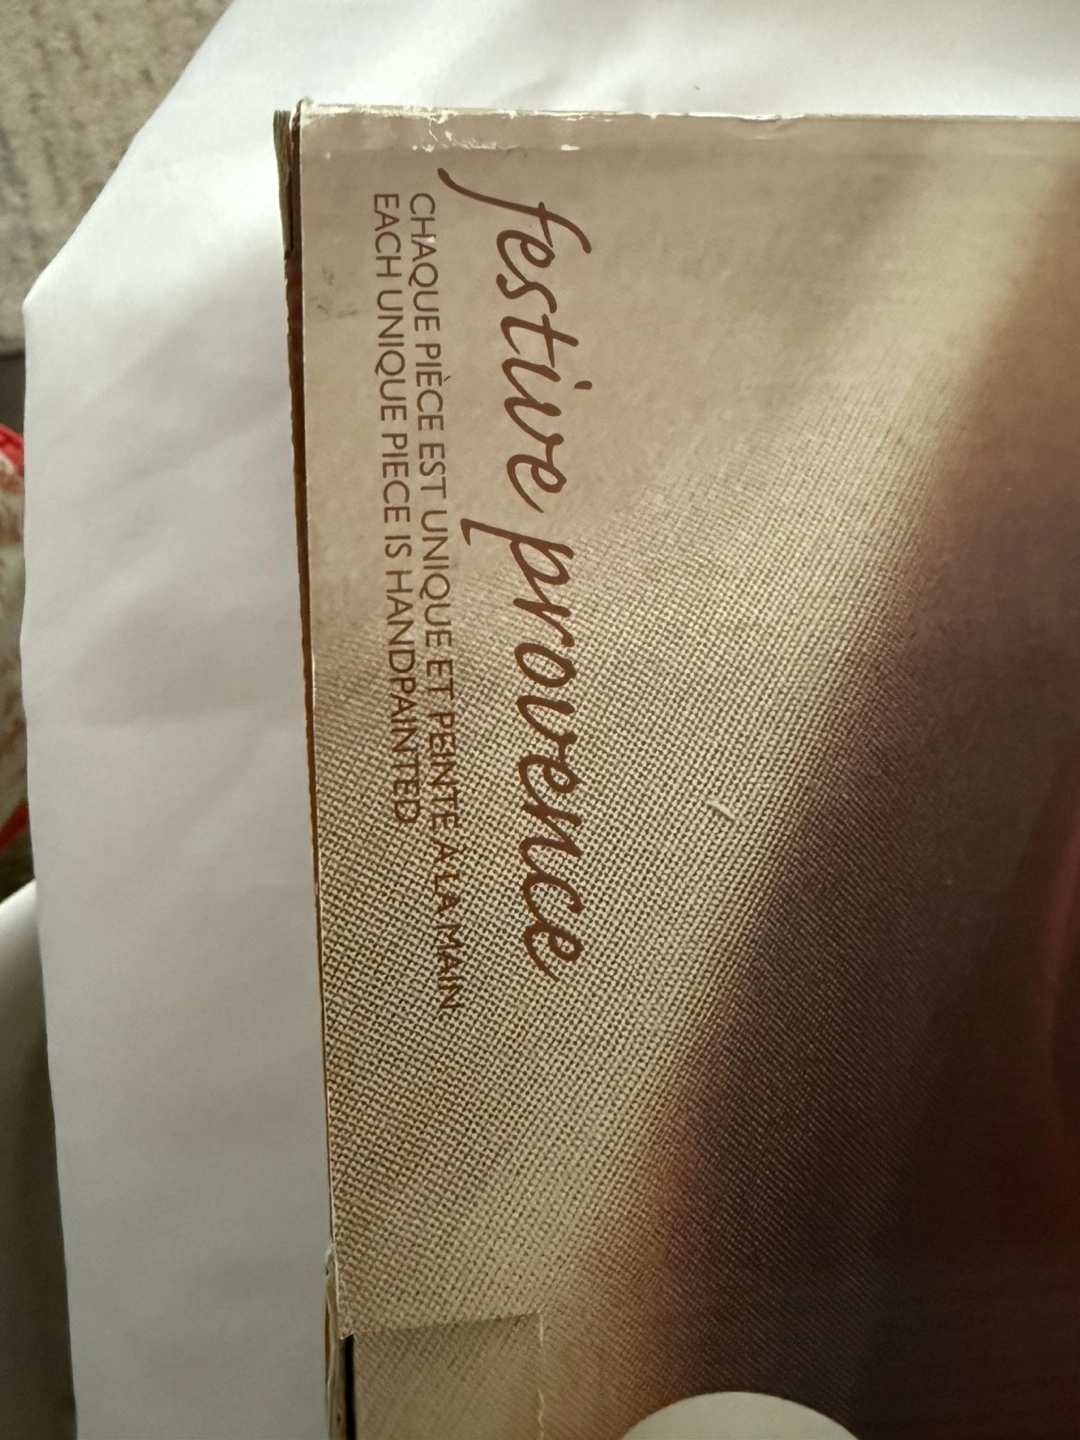 festive provence
CHAQUE PIÈCE EST UNIQUE ET PEINTE À LA MAIN.
EACH UNIQUE PIECE IS HANDPAINTED